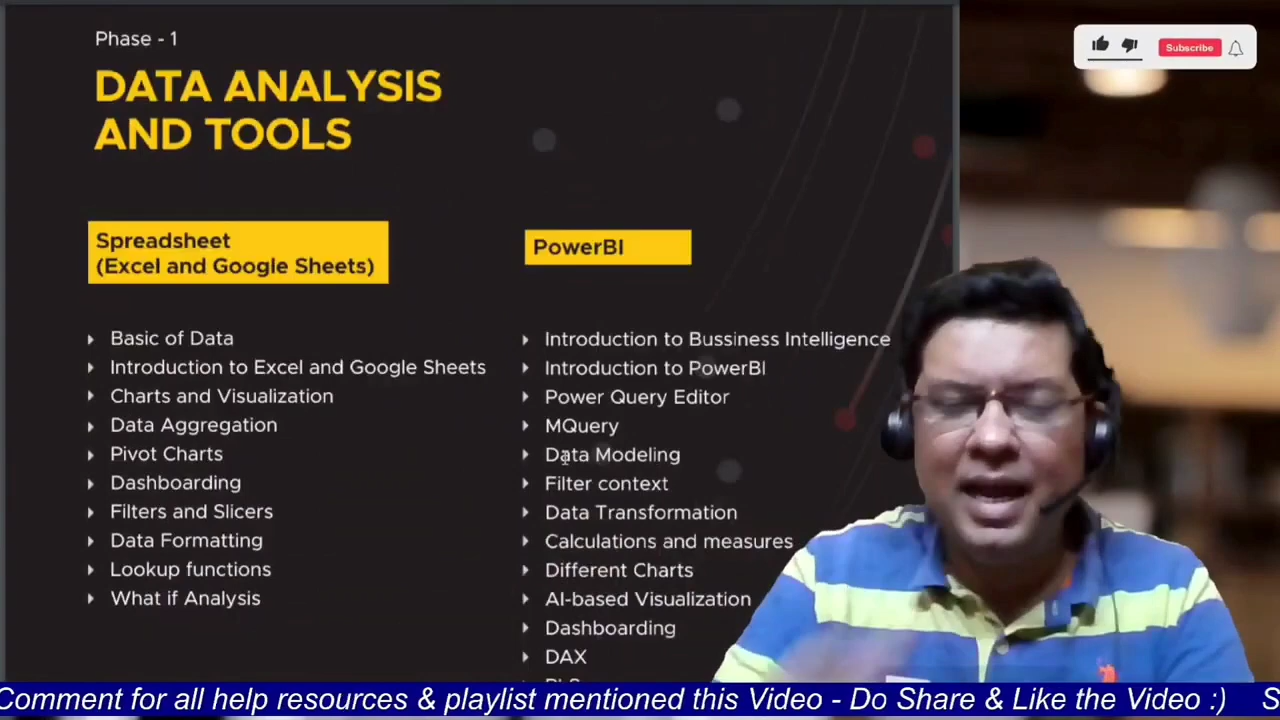 Phase - 1
DATA ANALYSIS
AND TOOLS
Subscribe
Spreadsheet
(Excel and Google Sheets)
Basic of Data
Introduction to Excel and Google Sheets
Charts and Visualization
Data Aggregation
Pivot Charts
Dashboarding
Filters and Slicers
Data Formatting
Lookup functions
What if Analysis
PowerBI
Introduction to Bussiness Intelligence
Introduction to PowerBI
Power Query Editor
MQuery
Data Modeling
Filter context
Data Transformation
Calculations and measures
Different Charts
AI-based Visualization
Dashboarding
DAX
Comment for all help resources & playlist mentioned this Video - Do Share & Like the Video :) S